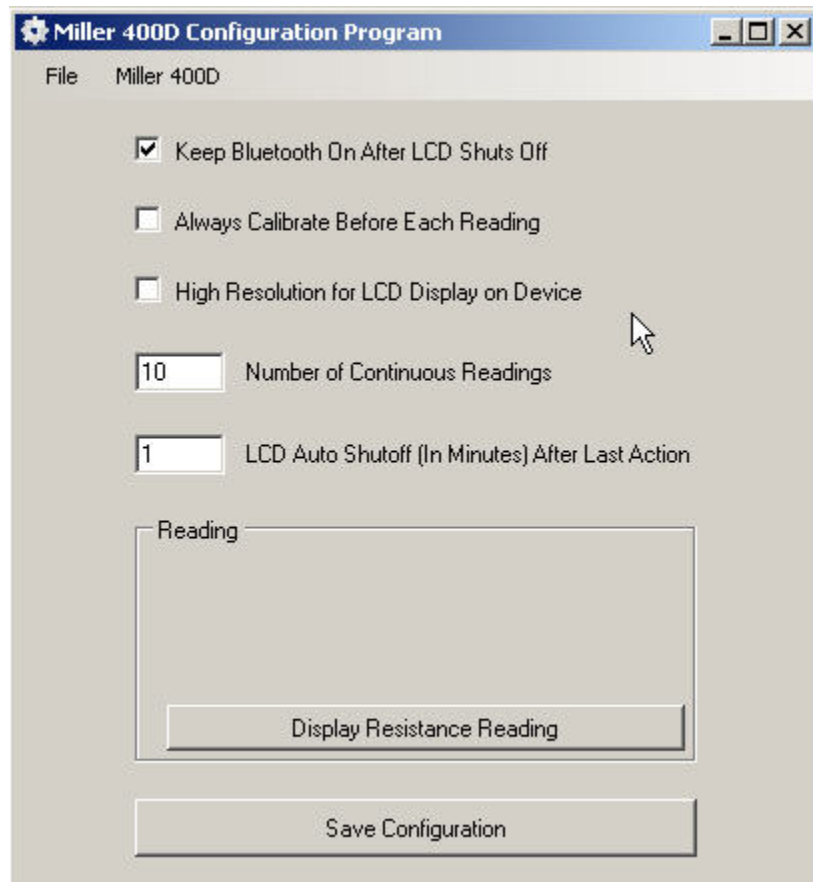 Miller 400D Configuration Program
File Miller 400D
Keep Bluetooth On After LCD Shuts Off
Always Calibrate Before Each Reading
High Resolution for LCD Display on Device
10 Number of Continuous Readings
1 LCD Auto Shutoff (In Minutes) After Last Action
Reading
Display Resistance Reading
Save Configuration